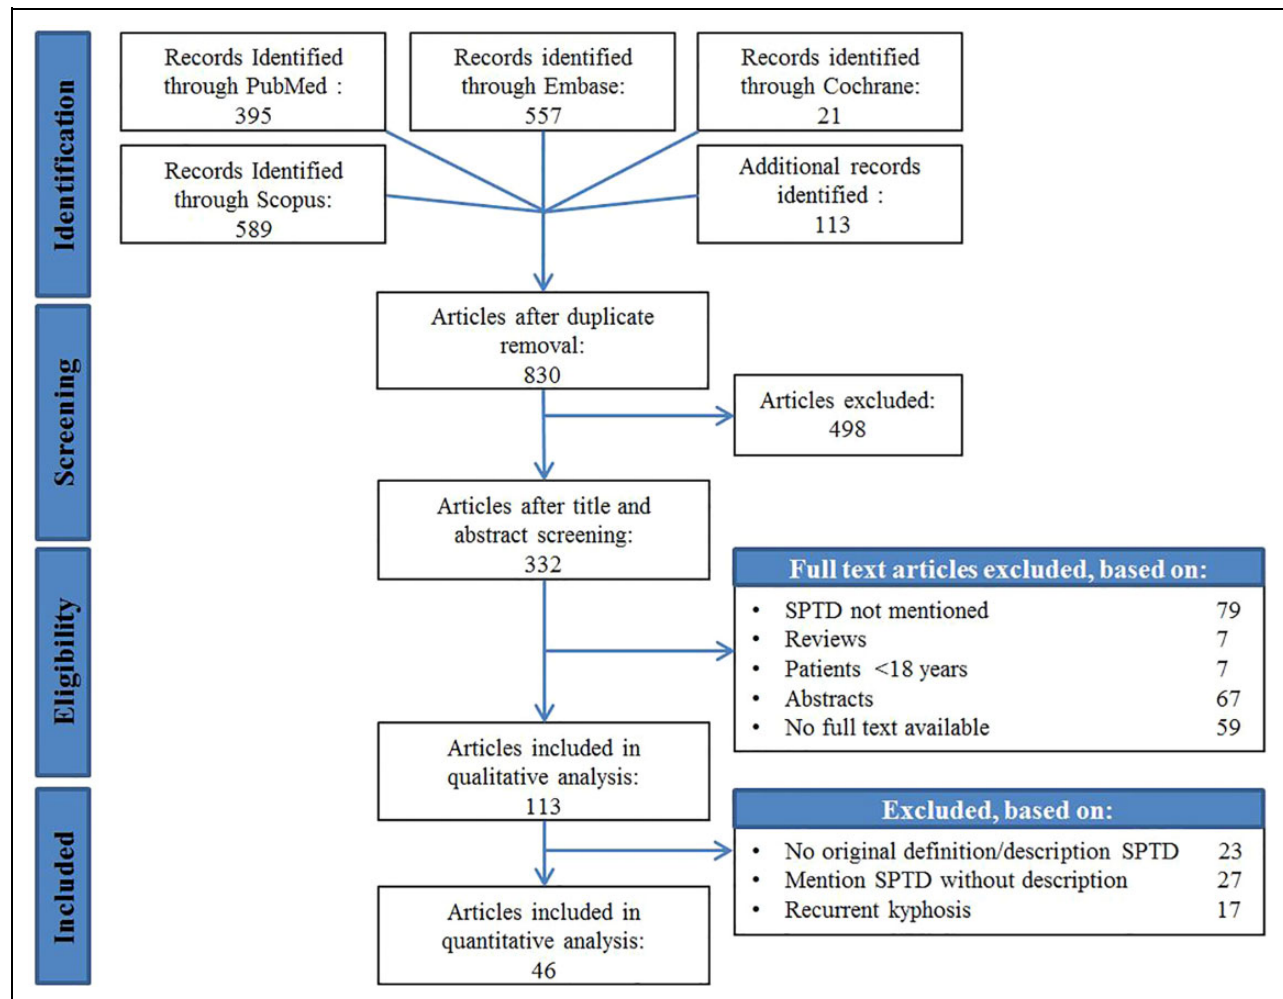 Identification
Records Identified
through PubMed :
395
Records identified
through Embase:
557
Records identified
through Cochrane:
21
Records Identified
through Scopus:
589
Additional records
identified :
113
Screening
Articles after duplicate
removal:
830
Articles excluded:
498
Articles after title and
abstract screening:
332
Eligibility
Full text articles excluded, based on:
• SPTD not mentioned 79
• Reviews 7
• Patients <18 years 7
• Abstracts 67
• No full text available 59
Articles included in
qualitative analysis:
113
Included
Excluded, based on:
• No original definition/description SPTD 23
• Mention SPTD without description 27
• Recurrent kyphosis 17
Articles included in
quantitative analysis:
46